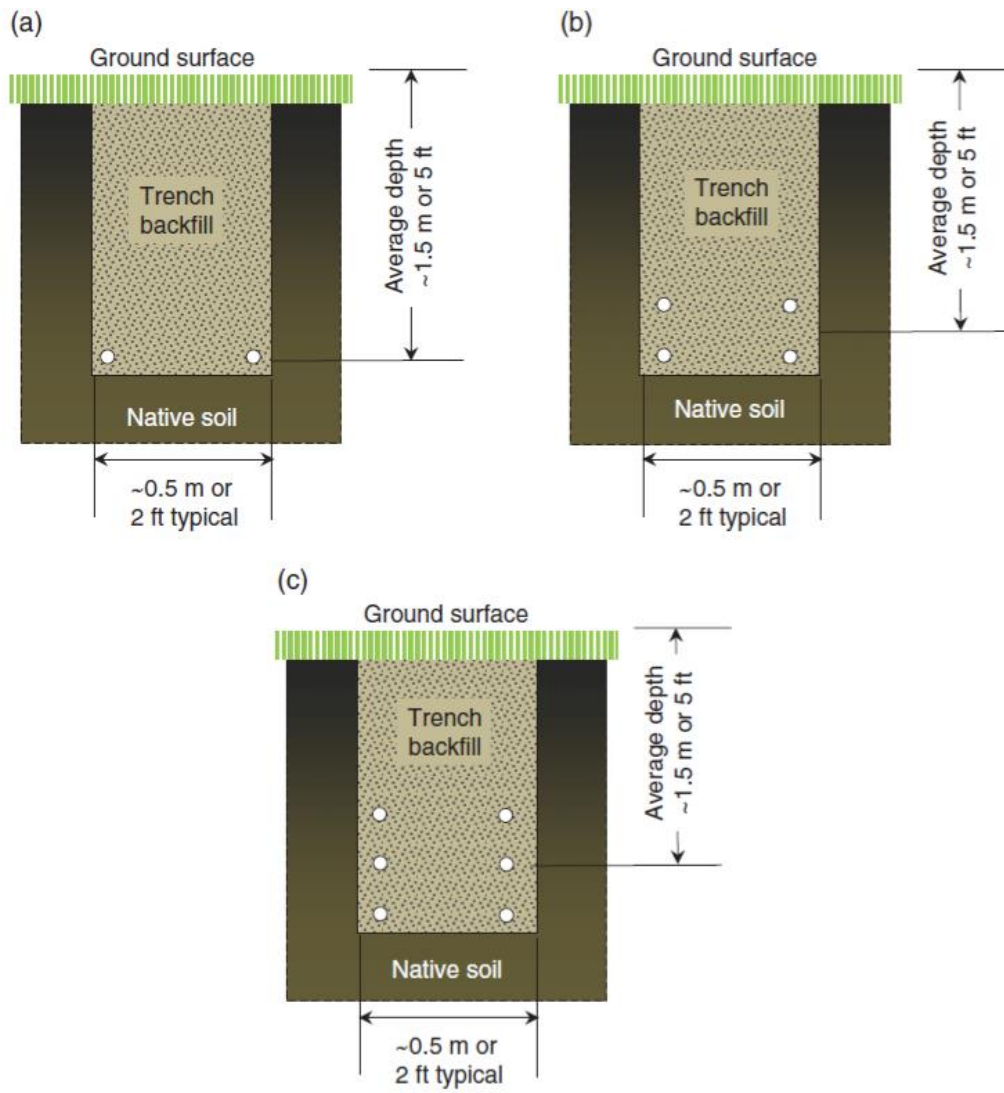 (a)
Ground surface
Trench
backfill
Average depth
~1.5 m or 5 ft
Native soil
~0.5 m or
2 ft typical
(b)
Ground surface
Trench
backfill
Average depth
~1.5 m or 5 ft
Native soil
~0.5 m or
2 ft typical
(c)
Ground surface
Trench
backfill
Average depth
~1.5 m or 5 ft
Native soil
~0.5 m or
2 ft typical